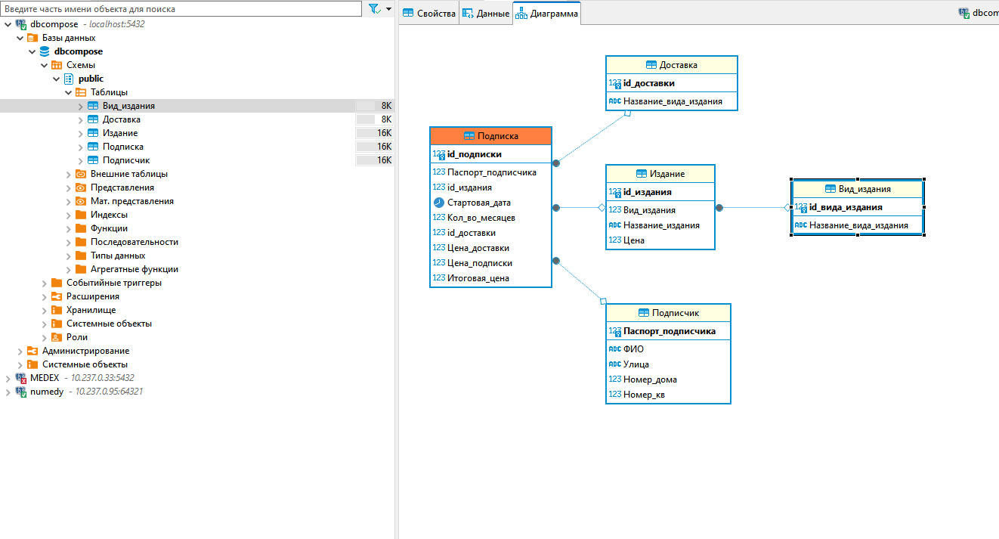 Введите часть имени объекта для поиска
dbcompose - localhost:5432
Базы данных
dbcompose
Схемы
public
Таблицы
Вид_издания 8K
Доставка 8K
Издание 16K
Подписка 16K
Подписчик 16K
Внешние таблицы
Представления
Мат. представления
Индексы
Функции
Последовательности
Типы данных
Агрегатные функции
Событийные триггеры
Расширения
Хранилище
Системные объекты
Роли
Администрирование
Системные объекты
MEDEX - 10.237.0.33:5432
numedy - 10.237.0.95:64321
Свойства Данные Диаграмма dbcom
Доставка
123 id_доставки
ABC Название_вида_издания
Подписка
123 id_подписки
123 Паспорт_подписчика
123 id_издания
Стартовая_дата
123 Кол_во_месяцев
123 id_доставки
123 Цена_доставки
123 Цена_подписки
123 Итоговая_цена
Издание
123 id_издания
123 Вид_издания
ABC Название_издания
123 Цена
Вид_издания
123 id_вида_издания
ABC Название_вида_издания
Подписчик
123 Паспорт_подписчика
ABC ФИО
ABC Улица
123 Номер_дома
123 Номер_кв